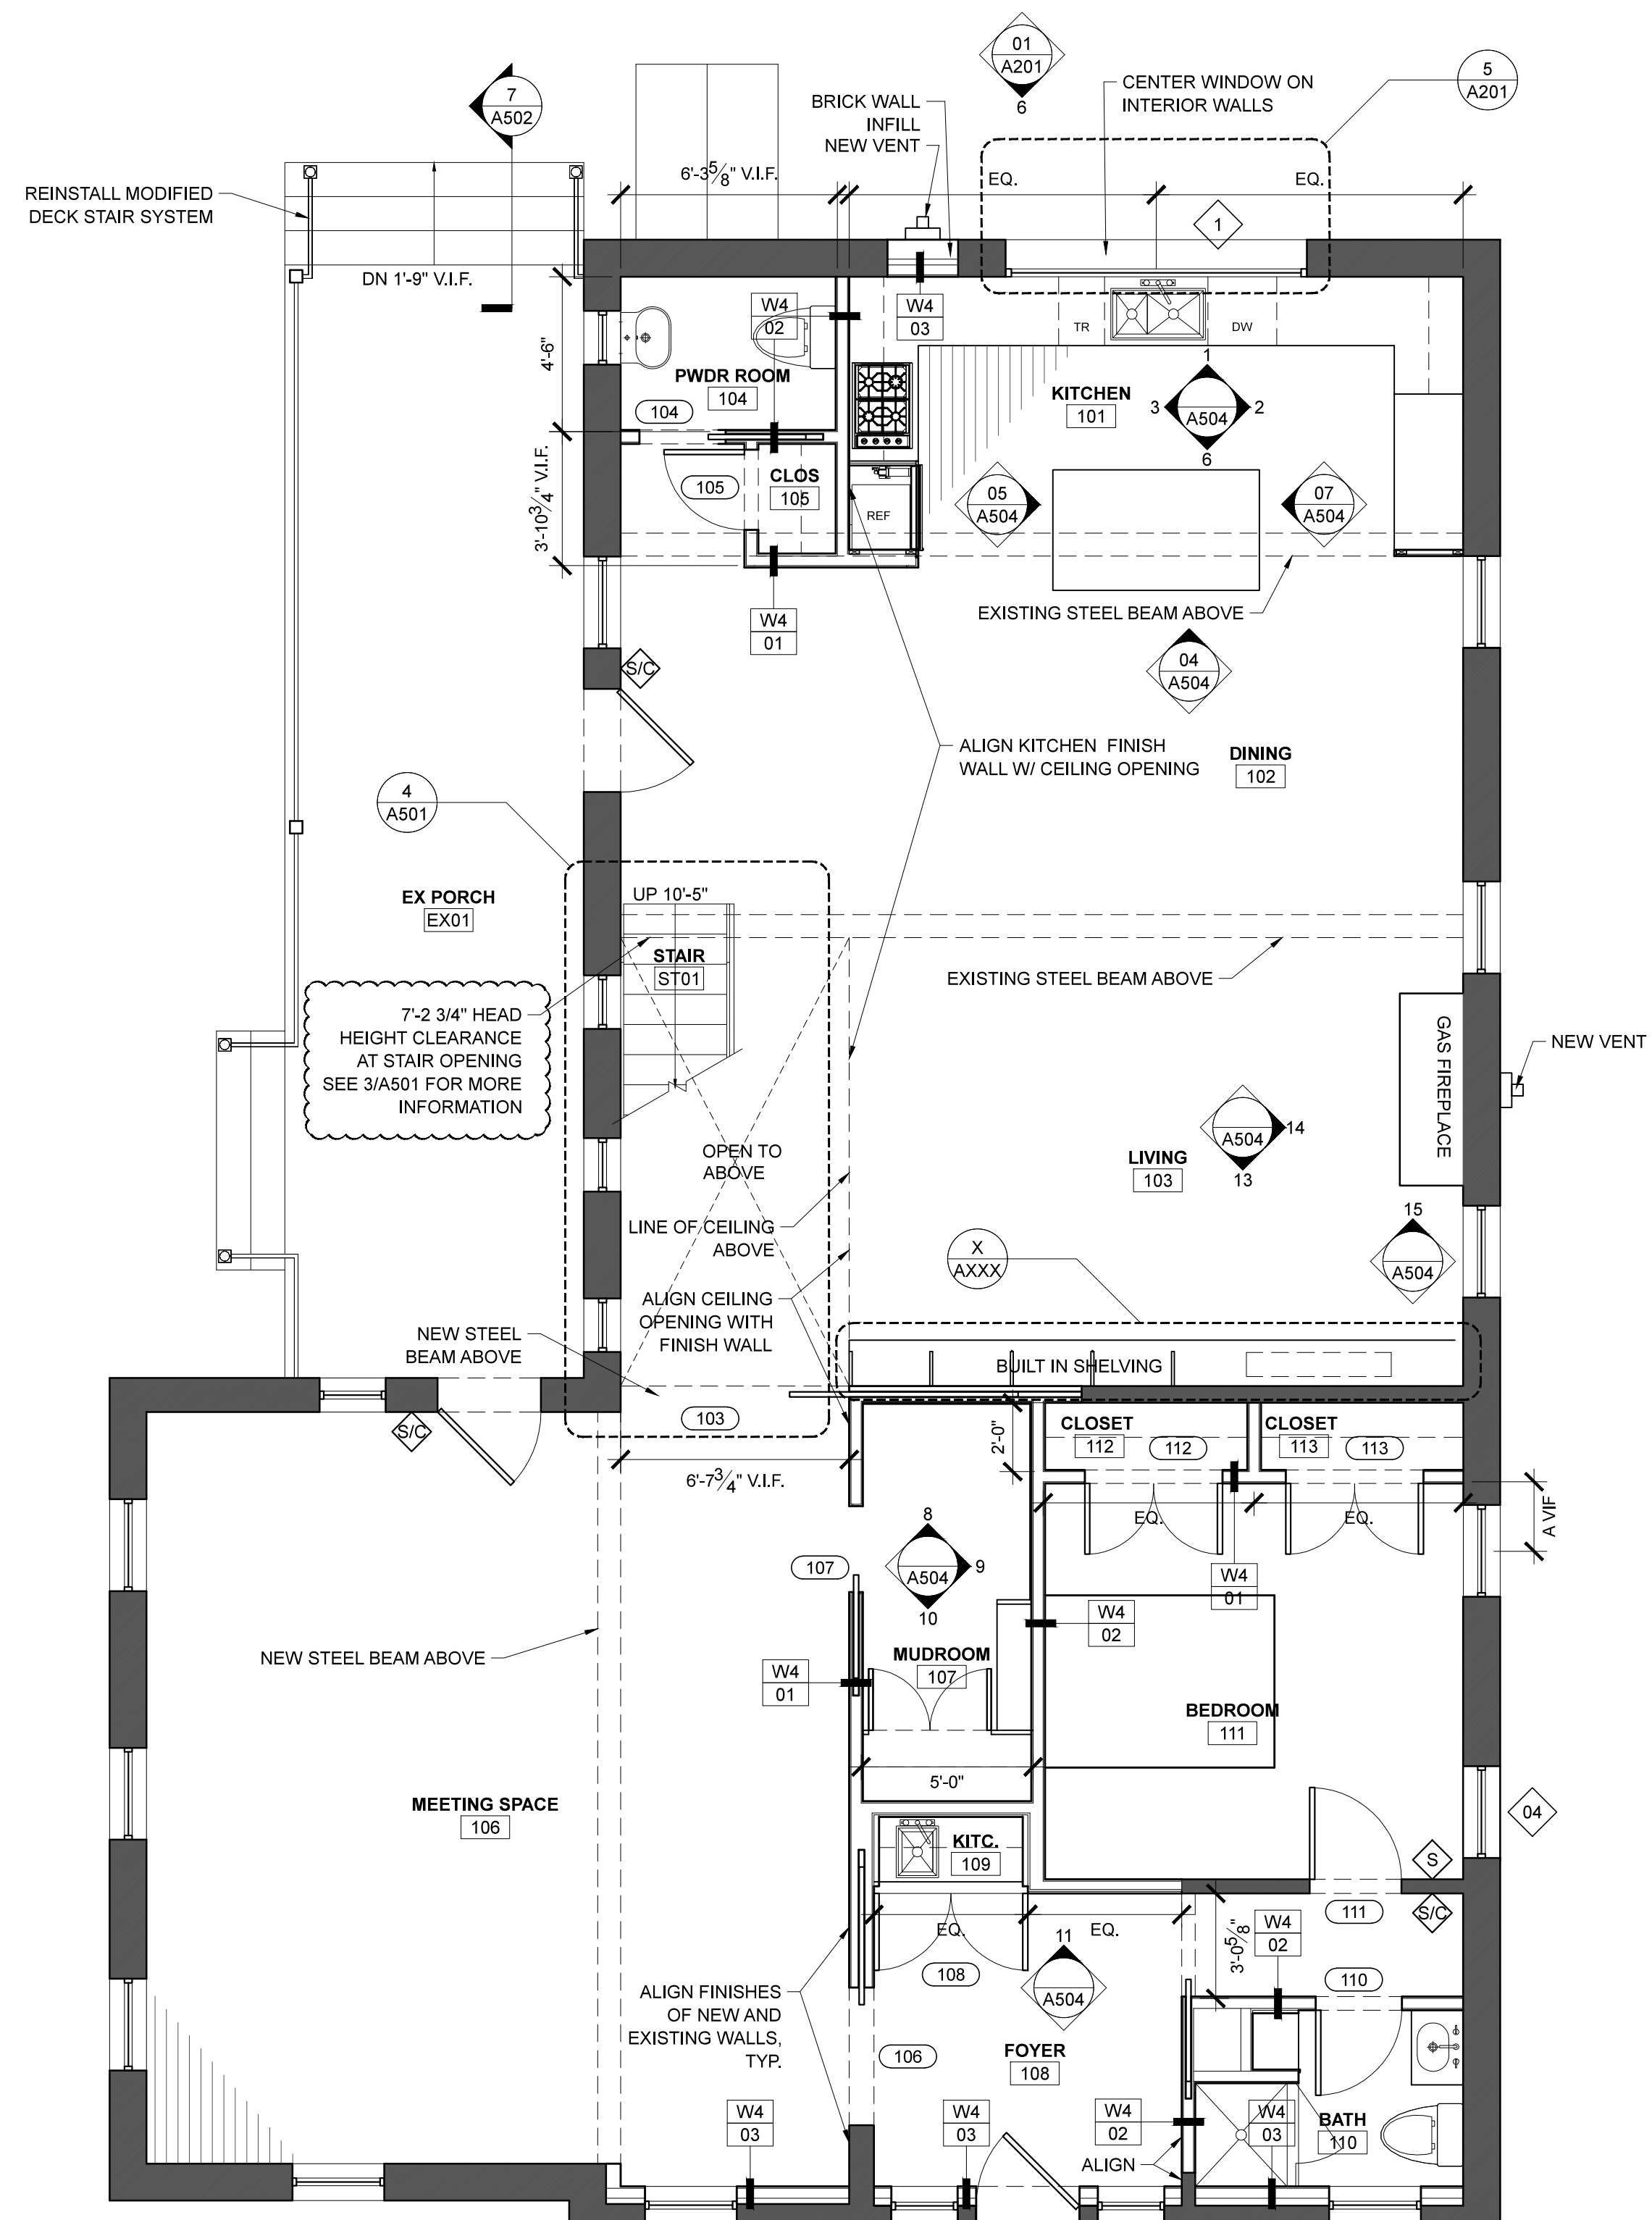 01
A201
6
7
A502
5
A201
CENTER WINDOW ON
INTERIOR WALLS
BRICK WALL
INFILL
NEW VENT
REINSTALL MODIFIED
DECK STAIR SYSTEM
6'-3 5/8" V.I.F.
EQ.
EQ.
1
DN 1'-9" V.I.F.
W4
02
W4
03
TR
DW
4'-6"
PWDR ROOM
104
104
KITCHEN
101
1
3
A504
2
6
3'-10 3/4" V.I.F.
105
CLOS
105
REF
05
A504
07
A504
W4
01
EXISTING STEEL BEAM ABOVE
S/C
04
A504
ALIGN KITCHEN FINISH
WALL W/ CEILING OPENING
DINING
102
4
A501
EX PORCH
EX01
UP 10'-5"
STAIR
ST01
EXISTING STEEL BEAM ABOVE
7'-2 3/4" HEAD
HEIGHT CLEARANCE
AT STAIR OPENING
SEE 3/A501 FOR MORE
INFORMATION
GAS FIREPLACE
NEW VENT
A504
14
13
OPEN TO
ABOVE
LIVING
103
LINE OF CEILING
ABOVE
X
AXXX
15
A504
ALIGN CEILING
OPENING WITH
FINISH WALL
NEW STEEL
BEAM ABOVE
BUILT IN SHELVING
103
S/C
2'-0"
CLOSET
112
112
CLOSET
113
113
6'-7 3/4" V.I.F.
EQ.
EQ.
A VIF
8
A504
9
10
107
W4
01
W4
02
NEW STEEL BEAM ABOVE
MUDROOM
107
W4
01
BEDROOM
111
5'-0"
MEETING SPACE
106
04
KITC.
109
S
S/C
111
EQ.
EQ.
3'-0 5/8"
W4
02
11
A504
108
110
ALIGN FINISHES
OF NEW AND
EXISTING WALLS,
TYP.
106
FOYER
108
W4
03
W4
03
W4
02
W4
03
BATH
110
ALIGN